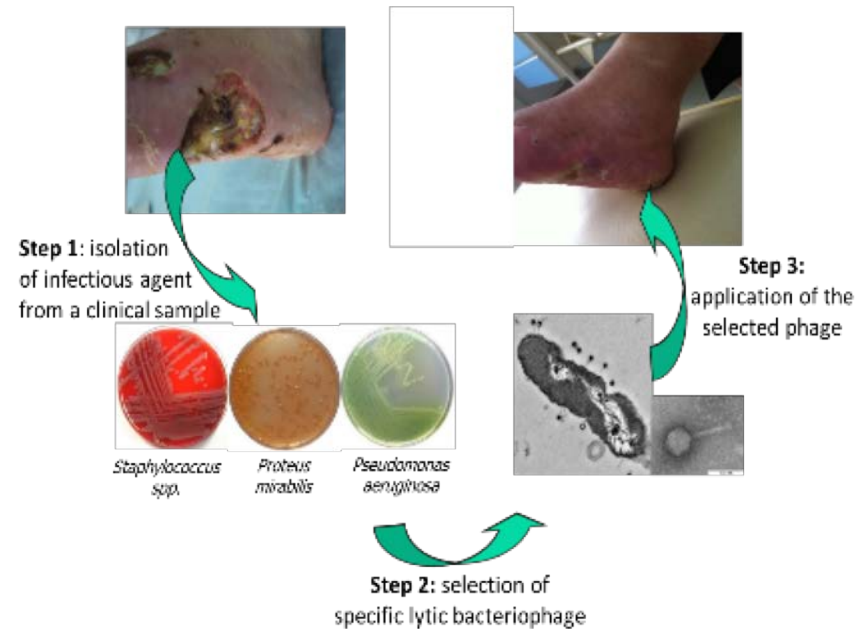 Step 1: isolation
of infectious agent
from a clinical sample
Staphylococcus
spp.
Proteus
mirabilis
Pseudomonas
aeruginosa
Step 2: selection of
specific lytic bacteriophage
Step 3:
application of the
selected phage